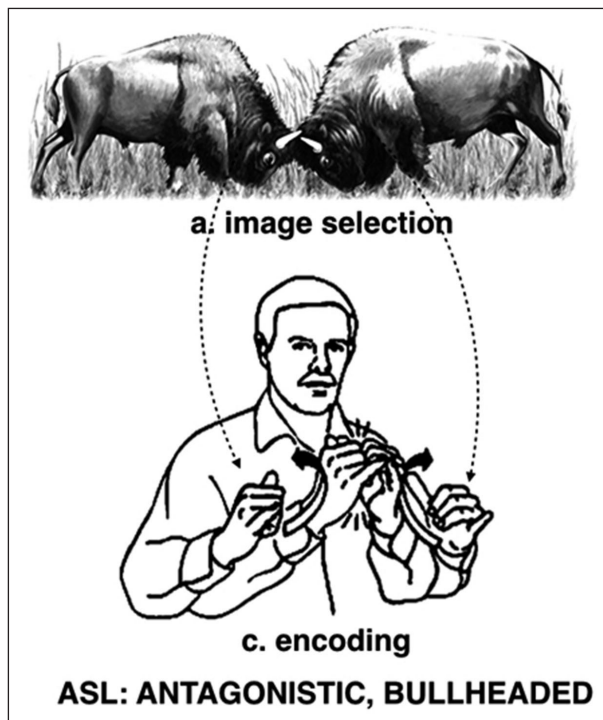 a. image selection
c. encoding
ASL: ANTAGONISTIC, BULLHEADED